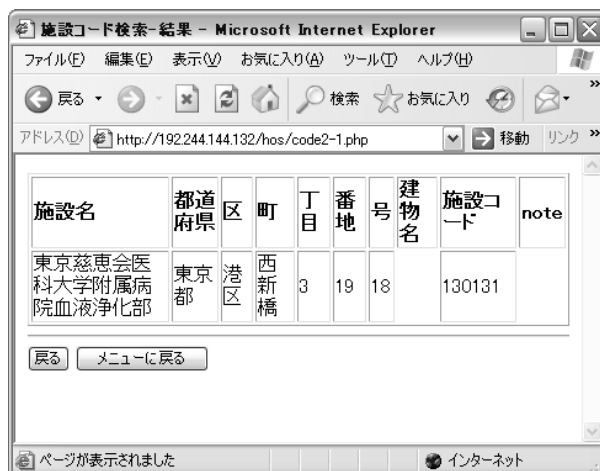 施設コード検索-結果 - Microsoft Internet Explorer
ファイル(F) 編集(E) 表示(V) お気に入り(A) ツール(T) ヘルプ(H)
戻る 検索 お気に入り
アドレス(D) http://192.244.144.132/hos/code2-1.php 移動 リンク
施設名 都道府県 区 町 丁目 番地 号 建物名 施設コード note
東京慈恵会医科大学附属病院血液浄化部 東京都 港区 西新橋 3 19 18 130131
戻る メニューに戻る
ページが表示されました インターネット